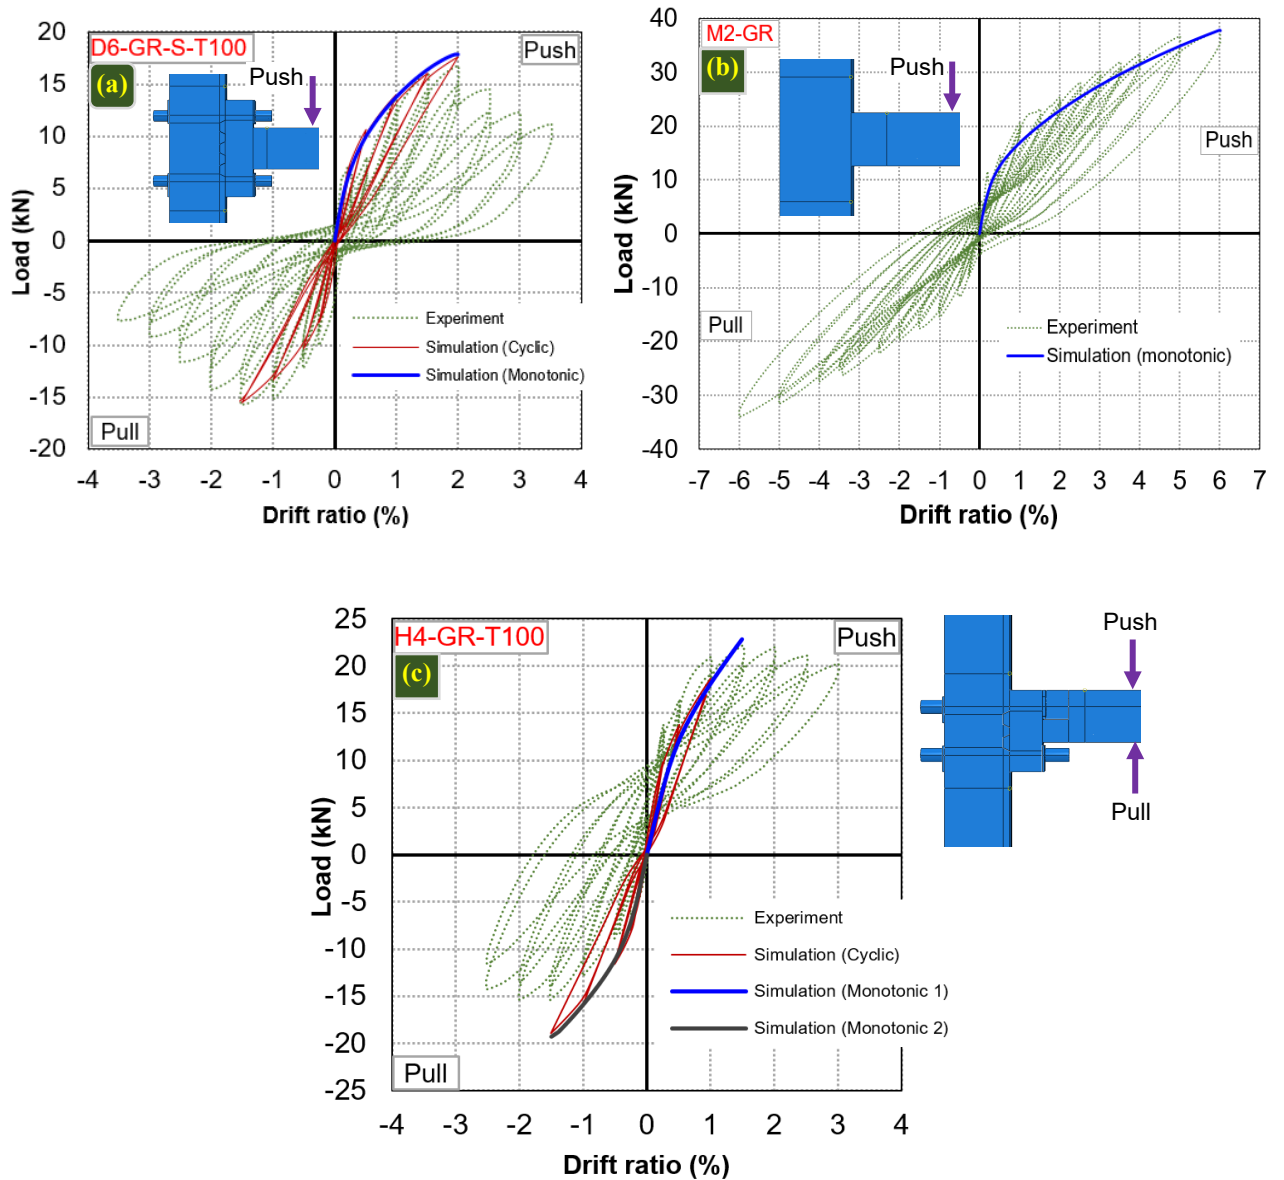 D6-GR-S-T100
(a)
Push
Push
20
15
10
5
0
-5
-10
-15
-20
Load (kN)
Experiment
Simulation (Cyclic)
Simulation (Monotonic)
Pull
-4 -3 -2 -1 0 1 2 3 4
Drift ratio (%)
M2-GR
(b)
Push
Push
40
30
20
10
0
-10
-20
-30
-40
Load (kN)
Pull
Experiment
Simulation (monotonic)
-7 -6 -5 -4 -3 -2 -1 0 1 2 3 4 5 6 7
Drift ratio (%)
H4-GR-T100
(c)
Push
25
20
15
10
5
0
-5
-10
-15
-20
-25
Load (kN)
Experiment
Simulation (Cyclic)
Simulation (Monotonic 1)
Simulation (Monotonic 2)
Pull
-4 -3 -2 -1 0 1 2 3 4
Drift ratio (%)
Push
Pull